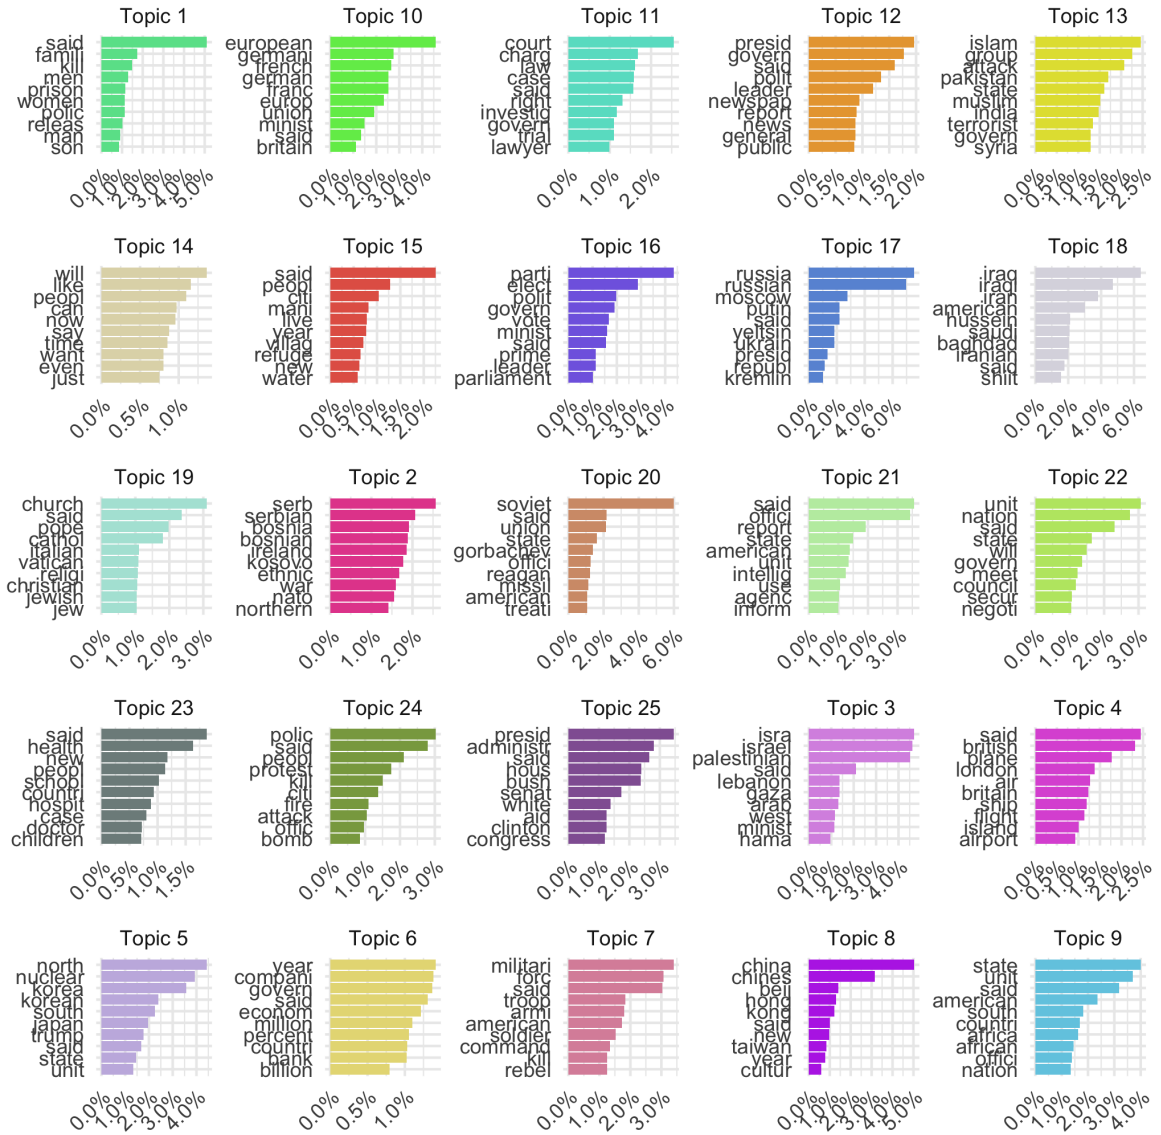 Topic 1
said
famili
kill
men
prison
women
polic
releas
man
son
0.0% 1.0% 2.0% 3.0% 4.0% 5.0%
Topic 10
european
germani
french
german
franc
europ
union
minist
said
britain
0.0% 1.0% 2.0% 3.0% 4.0%
Topic 11
court
charg
law
case
said
right
investig
govern
trial
lawyer
0.0% 1.0% 2.0%
Topic 12
presid
govern
said
polit
leader
newspap
report
news
general
public
0.0% 0.5% 1.0% 1.5% 2.0%
Topic 13
islam
group
attack
pakistan
state
muslim
india
terrorist
govern
syria
0.0% 0.5% 1.0% 1.5% 2.0% 2.5%
Topic 14
will
like
peopl
can
now
say
time
want
even
just
0.0% 0.5% 1.0%
Topic 15
said
peopl
citi
mani
live
year
villag
refuge
new
water
0.0% 0.5% 1.0% 1.5% 2.0%
Topic 16
parti
elect
polit
govern
vote
minist
said
prime
leader
parliament
0.0% 1.0% 2.0% 3.0% 4.0%
Topic 17
russia
russian
moscow
putin
said
yeltsin
ukrain
presid
republ
kremlin
0.0% 2.0% 4.0% 6.0%
Topic 18
iraq
iraqi
iran
american
hussein
saudi
baghdad
iranian
said
shiit
0.0% 2.0% 4.0% 6.0%
Topic 19
church
said
pope
cathol
italian
vatican
religi
christian
jewish
jew
0.0% 1.0% 2.0% 3.0%
Topic 2
serb
serbian
bosnia
bosnian
ireland
kosovo
ethnic
war
nato
northern
0.0% 1.0% 2.0%
Topic 20
soviet
said
union
state
gorbachev
offici
reagan
missil
american
treati
0.0% 2.0% 4.0% 6.0%
Topic 21
said
offici
report
state
american
unit
intellig
use
agenc
inform
0.0% 1.0% 2.0% 3.0%
Topic 22
unit
nation
said
state
will
govern
meet
council
secur
negoti
0.0% 1.0% 2.0% 3.0%
Topic 23
said
health
new
peopl
school
countri
hospit
case
doctor
children
0.0% 0.5% 1.0% 1.5%
Topic 24
polic
said
peopl
protest
kill
citi
fire
attack
offic
bomb
0.0% 1.0% 2.0% 3.0%
Topic 25
presid
administr
said
hous
bush
senat
white
aid
clinton
congress
0.0% 1.0% 2.0% 3.0%
Topic 3
isra
israel
palestinian
said
lebanon
gaza
arab
west
minist
hama
0.0% 1.0% 2.0% 3.0% 4.0%
Topic 4
said
british
plane
london
air
britain
ship
flight
island
airport
0.0% 0.5% 1.0% 1.5% 2.0% 2.5%
Topic 5
north
nuclear
korea
korean
south
japan
trump
said
state
unit
0.0% 1.0% 2.0% 3.0% 4.0%
Topic 6
year
compani
govern
said
econom
million
percent
countri
bank
billion
0.0% 0.5% 1.0%
Topic 7
militari
forc
said
troop
armi
american
soldier
command
kill
rebel
0.0% 1.0% 2.0% 3.0%
Topic 8
china
chines
beij
hong
kong
said
new
taiwan
year
cultur
0.0% 1.0% 2.0% 3.0% 4.0% 5.0%
Topic 9
state
unit
said
american
south
countri
africa
african
offici
nation
0.0% 1.0% 2.0% 3.0% 4.0%